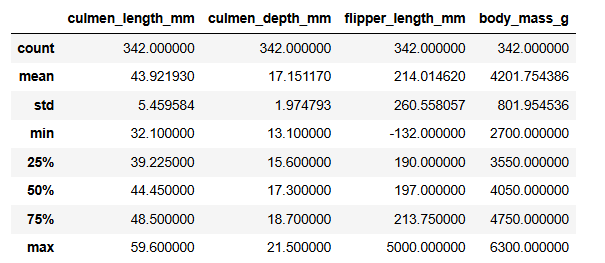 culmen_length_mm culmen_depth_mm flipper_length_mm body_mass_g
count 342.000000 342.000000 342.000000 342.000000
mean 43.921930 17.151170 214.014620 4201.754386
std 5.459584 1.974793 260.558057 801.954536
min 32.100000 13.100000 -132.000000 2700.000000
25% 39.225000 15.600000 190.000000 3550.000000
50% 44.450000 17.300000 197.000000 4050.000000
75% 48.500000 18.700000 213.750000 4750.000000
max 59.600000 21.500000 5000.000000 6300.000000